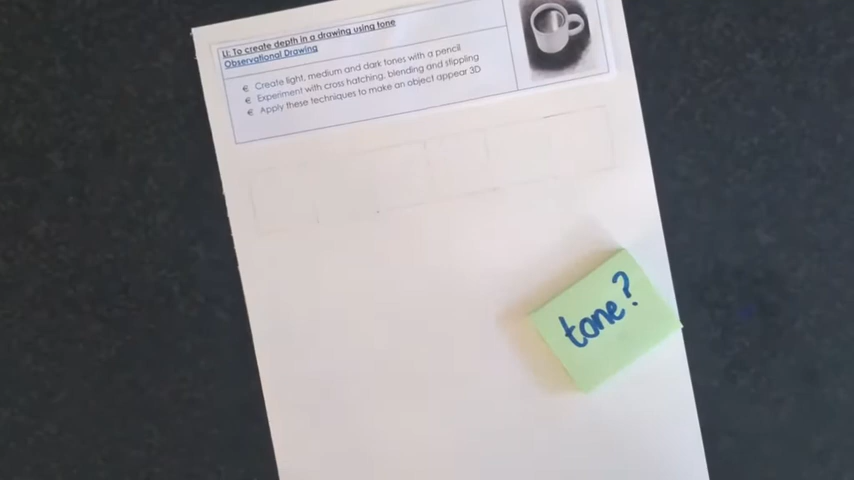 LI: To create depth in a drawing using tone
Observational Drawing
€ Create light, medium and dark tones with a pencil
€ Experiment with cross hatching, blending and stippling
€ Apply these techniques to make an object appear 3D
tone?